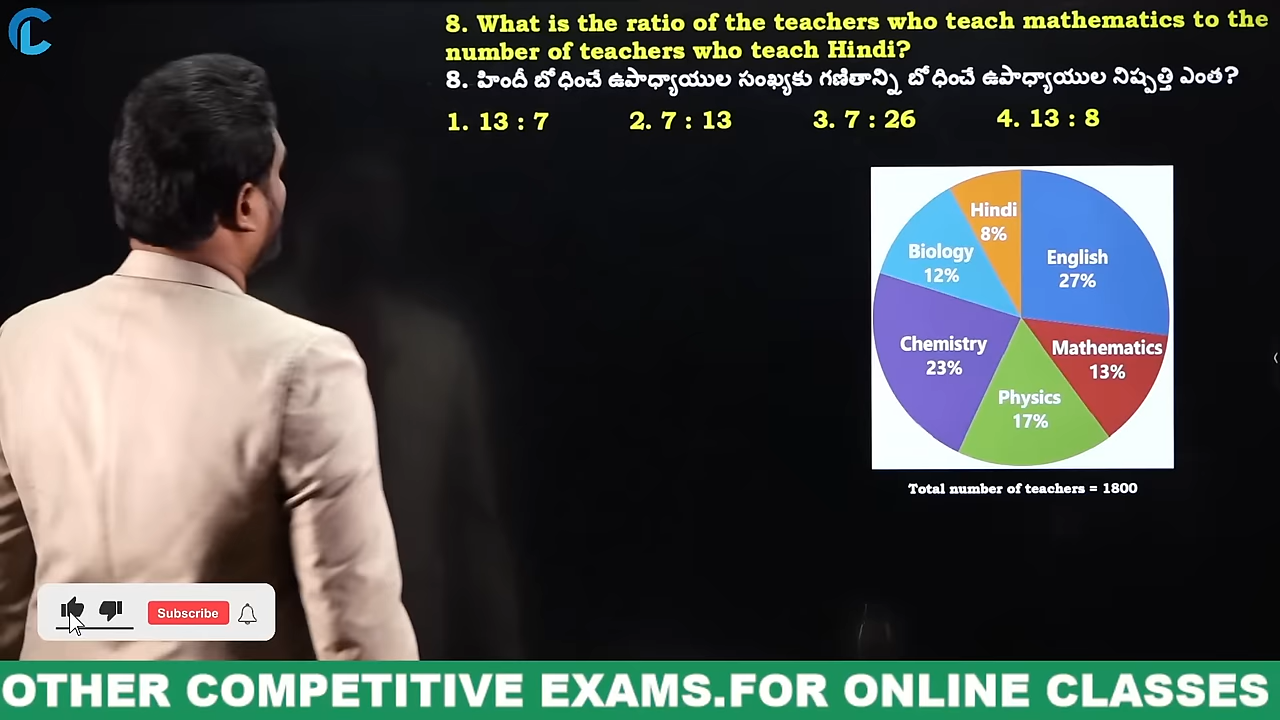 8. What is the ratio of the teachers who teach mathematics to the
number of teachers who teach Hindi?
8. హిందీ బోధించే ఉపాధ్యాయుల సంఖ్యకు గణితాన్ని బోధించే ఉపాధ్యాయుల నిష్పత్తి ఎంత?
1. 13 : 7 2. 7 : 13 3. 7 : 26 4. 13 : 8
Hindi
8%
English
27%
Biology
12%
Mathematics
13%
Chemistry
23%
Physics
17%
Total number of teachers = 1800
Subscribe
OTHER COMPETITIVE EXAMS.FOR ONLINE CLASSES